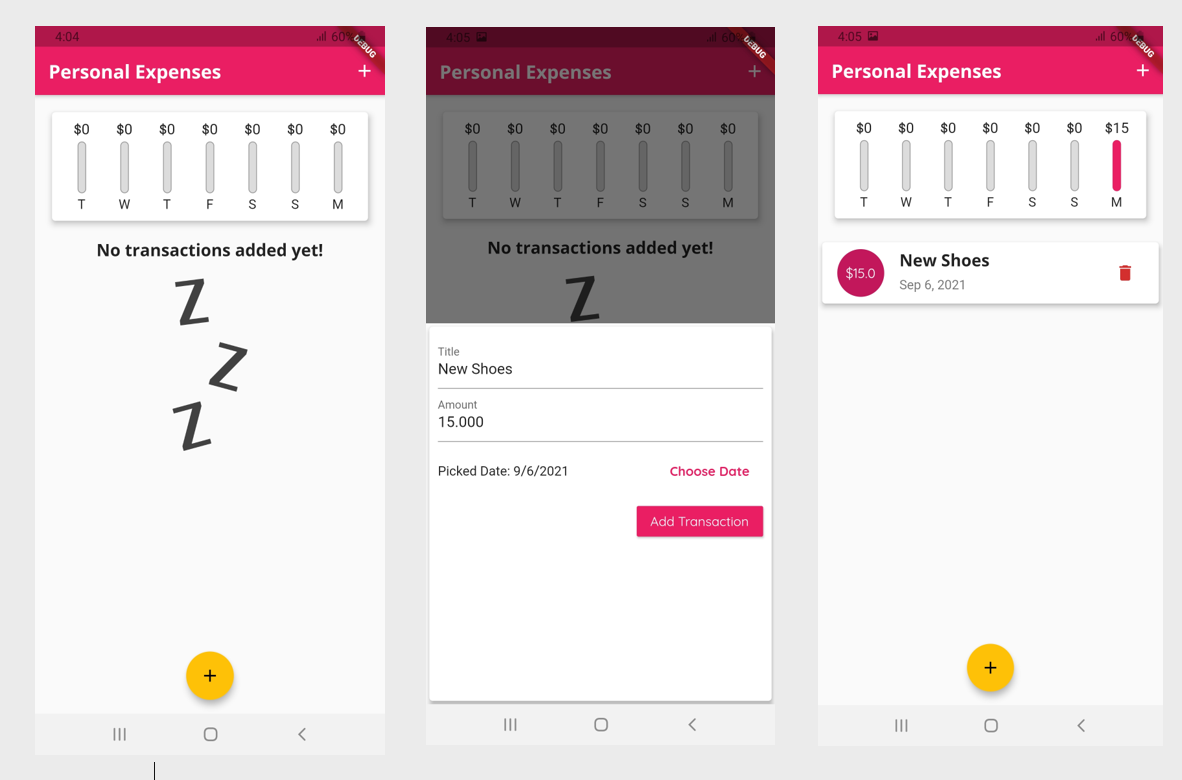 4:04 60%
DEBUG
Personal Expenses +
$0 $0 $0 $0 $0 $0 $0
T W T F S S M
No transactions added yet!
Z
Z
Z
+
4:05
DEBUG
Personal Expenses +
$0 $0 $0 $0 $0 $0 $0
T W T F S S M
No transactions added yet!
Z
Title
New Shoes
Amount
15.000
Picked Date: 9/6/2021 Choose Date
Add Transaction
4:05
DEBUG
Personal Expenses +
$0 $0 $0 $0 $0 $0 $15
T W T F S S M
$15.0 New Shoes
Sep 6, 2021
+